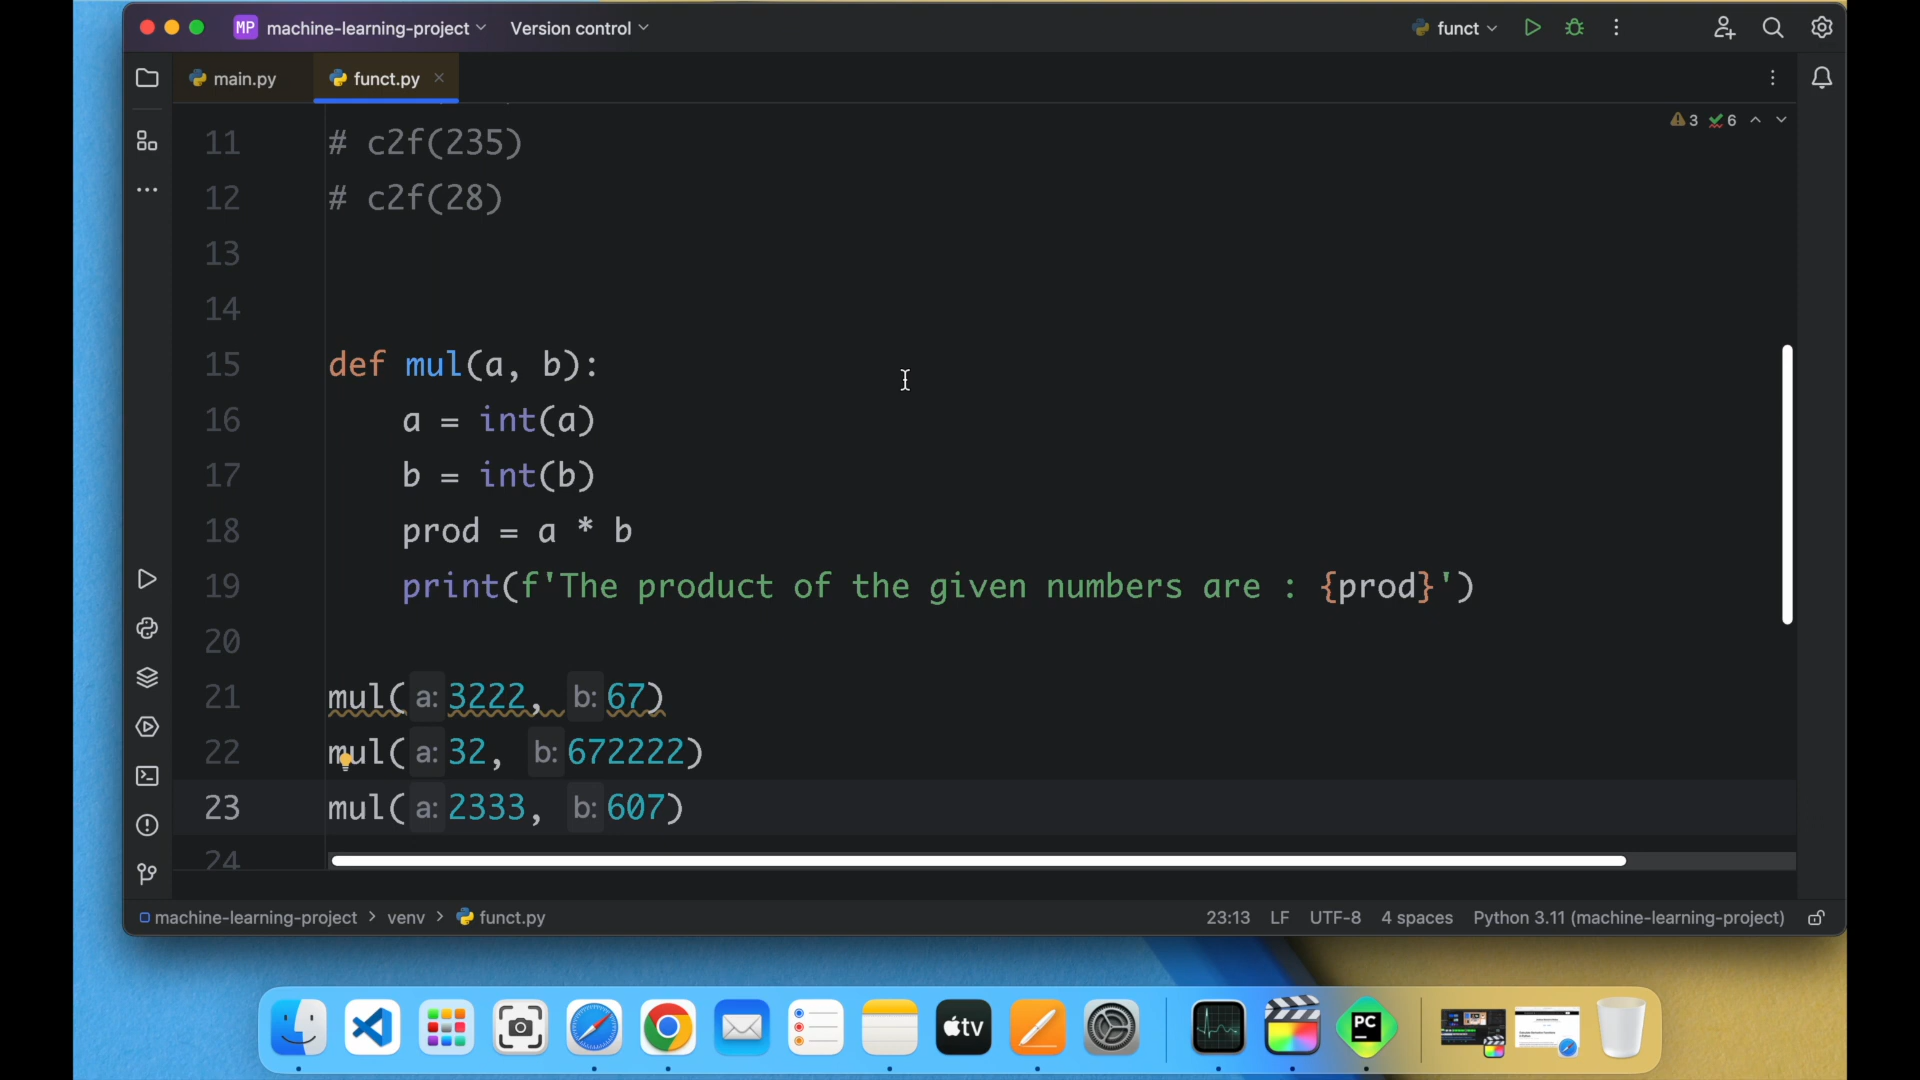 MP machine-learning-project Version control funct
main.py funct.py
3 6
11 # c2f(235)
12 # c2f(28)
13
14
15 def mul(a, b):
16 a = int(a)
17 b = int(b)
18 prod = a * b
19 print(f'The product of the given numbers are : {prod}')
20
21 mul( a: 3222, b: 67)
22 mul( a: 32, b: 672222)
23 mul( a: 2333, b: 607)
24
machine-learning-project > venv > funct.py 23:13 LF UTF-8 4 spaces Python 3.11 (machine-learning-project)
tv PC